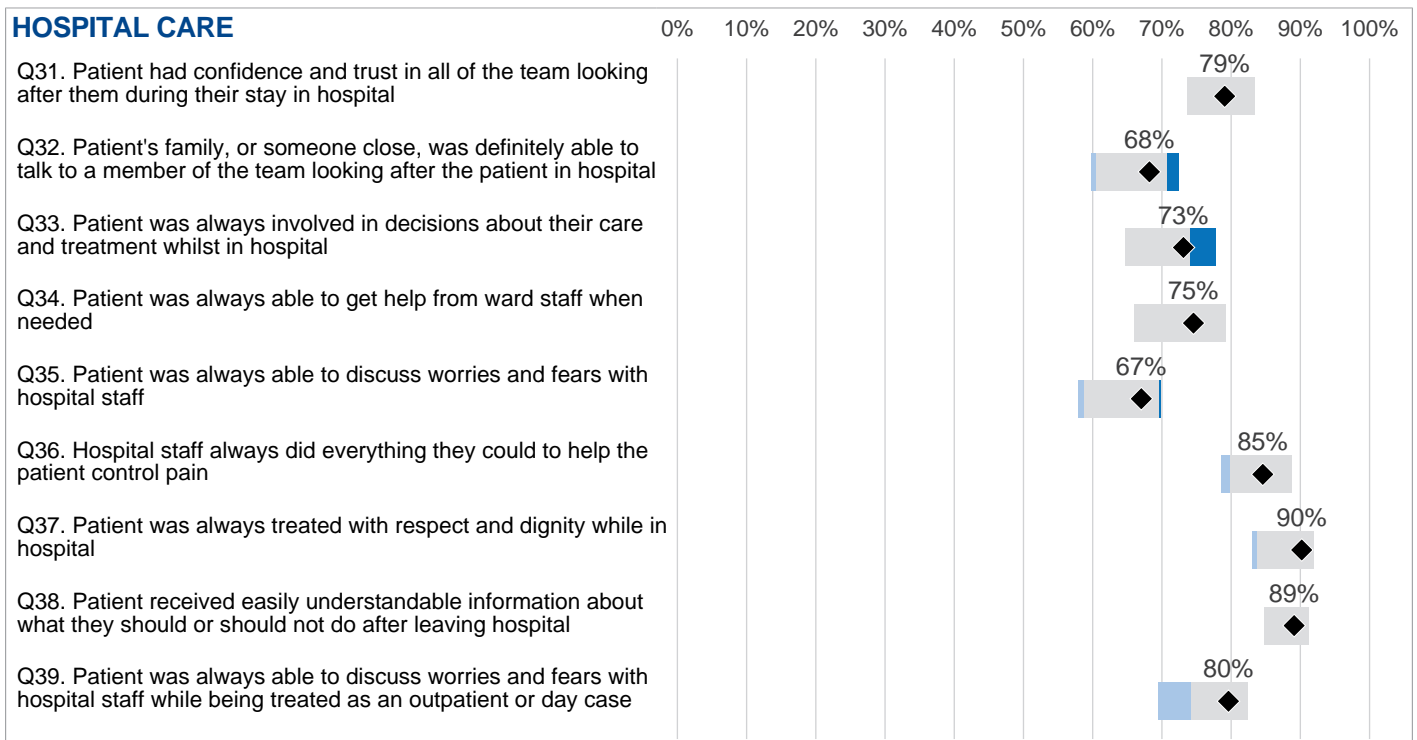 HOSPITAL CARE
0% 10% 20% 30% 40% 50% 60% 70% 80% 90% 100%
Q31. Patient had confidence and trust in all of the team looking
after them during their stay in hospital
79%
Q32. Patient's family, or someone close, was definitely able to
talk to a member of the team looking after the patient in hospital
68%
Q33. Patient was always involved in decisions about their care
and treatment whilst in hospital
73%
Q34. Patient was always able to get help from ward staff when
needed
75%
Q35. Patient was always able to discuss worries and fears with
hospital staff
67%
Q36. Hospital staff always did everything they could to help the
patient control pain
85%
Q37. Patient was always treated with respect and dignity while in
hospital
90%
Q38. Patient received easily understandable information about
what they should or should not do after leaving hospital
89%
Q39. Patient was always able to discuss worries and fears with
hospital staff while being treated as an outpatient or day case
80%